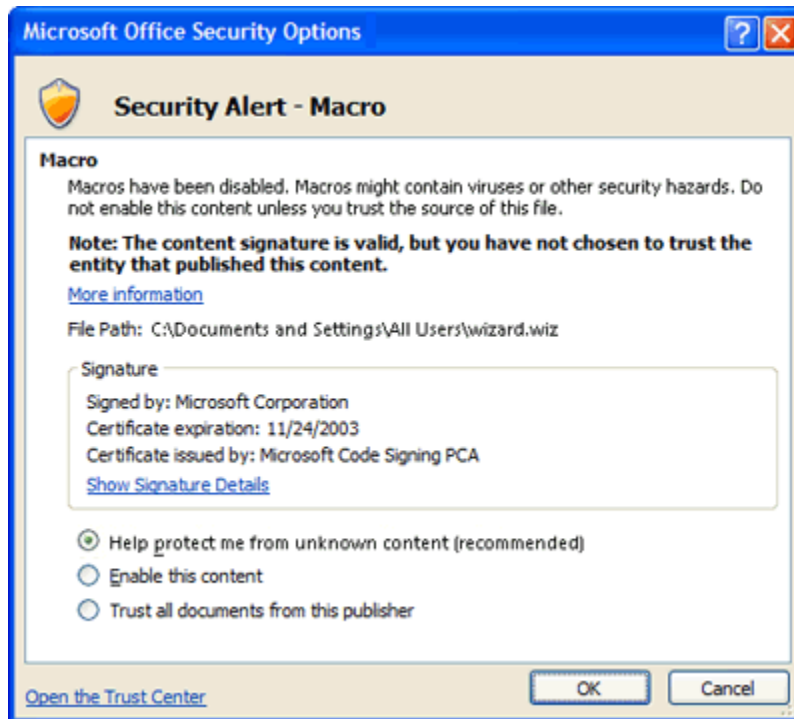 Microsoft Office Security Options
Security Alert - Macro
Macro
Macros have been disabled. Macros might contain viruses or other security hazards. Do
not enable this content unless you trust the source of this file.
Note: The content signature is valid, but you have not chosen to trust the
entity that published this content.
More information
File Path: C:\Documents and Settings\All Users\wizard.wiz
Signature
Signed by: Microsoft Corporation
Certificate expiration: 11/24/2003
Certificate issued by: Microsoft Code Signing PCA
Show Signature Details
Help protect me from unknown content (recommended)
Enable this content
Trust all documents from this publisher
Open the Trust Center
OK
Cancel